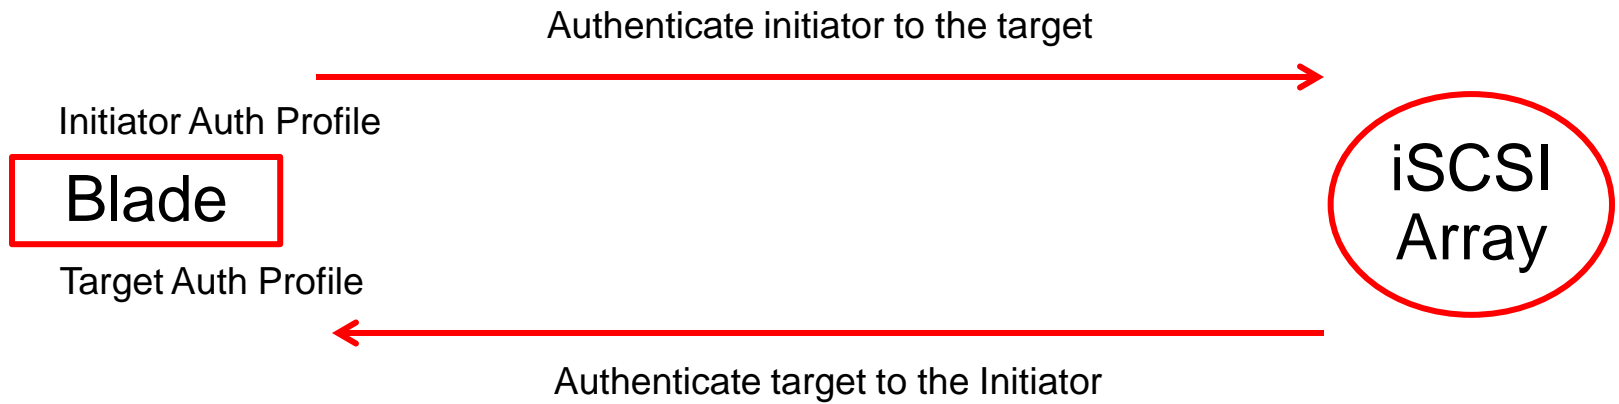 Authenticate initiator to the target
Initiator Auth Profile
Blade
iSCSI
Array
Target Auth Profile
Authenticate target to the Initiator